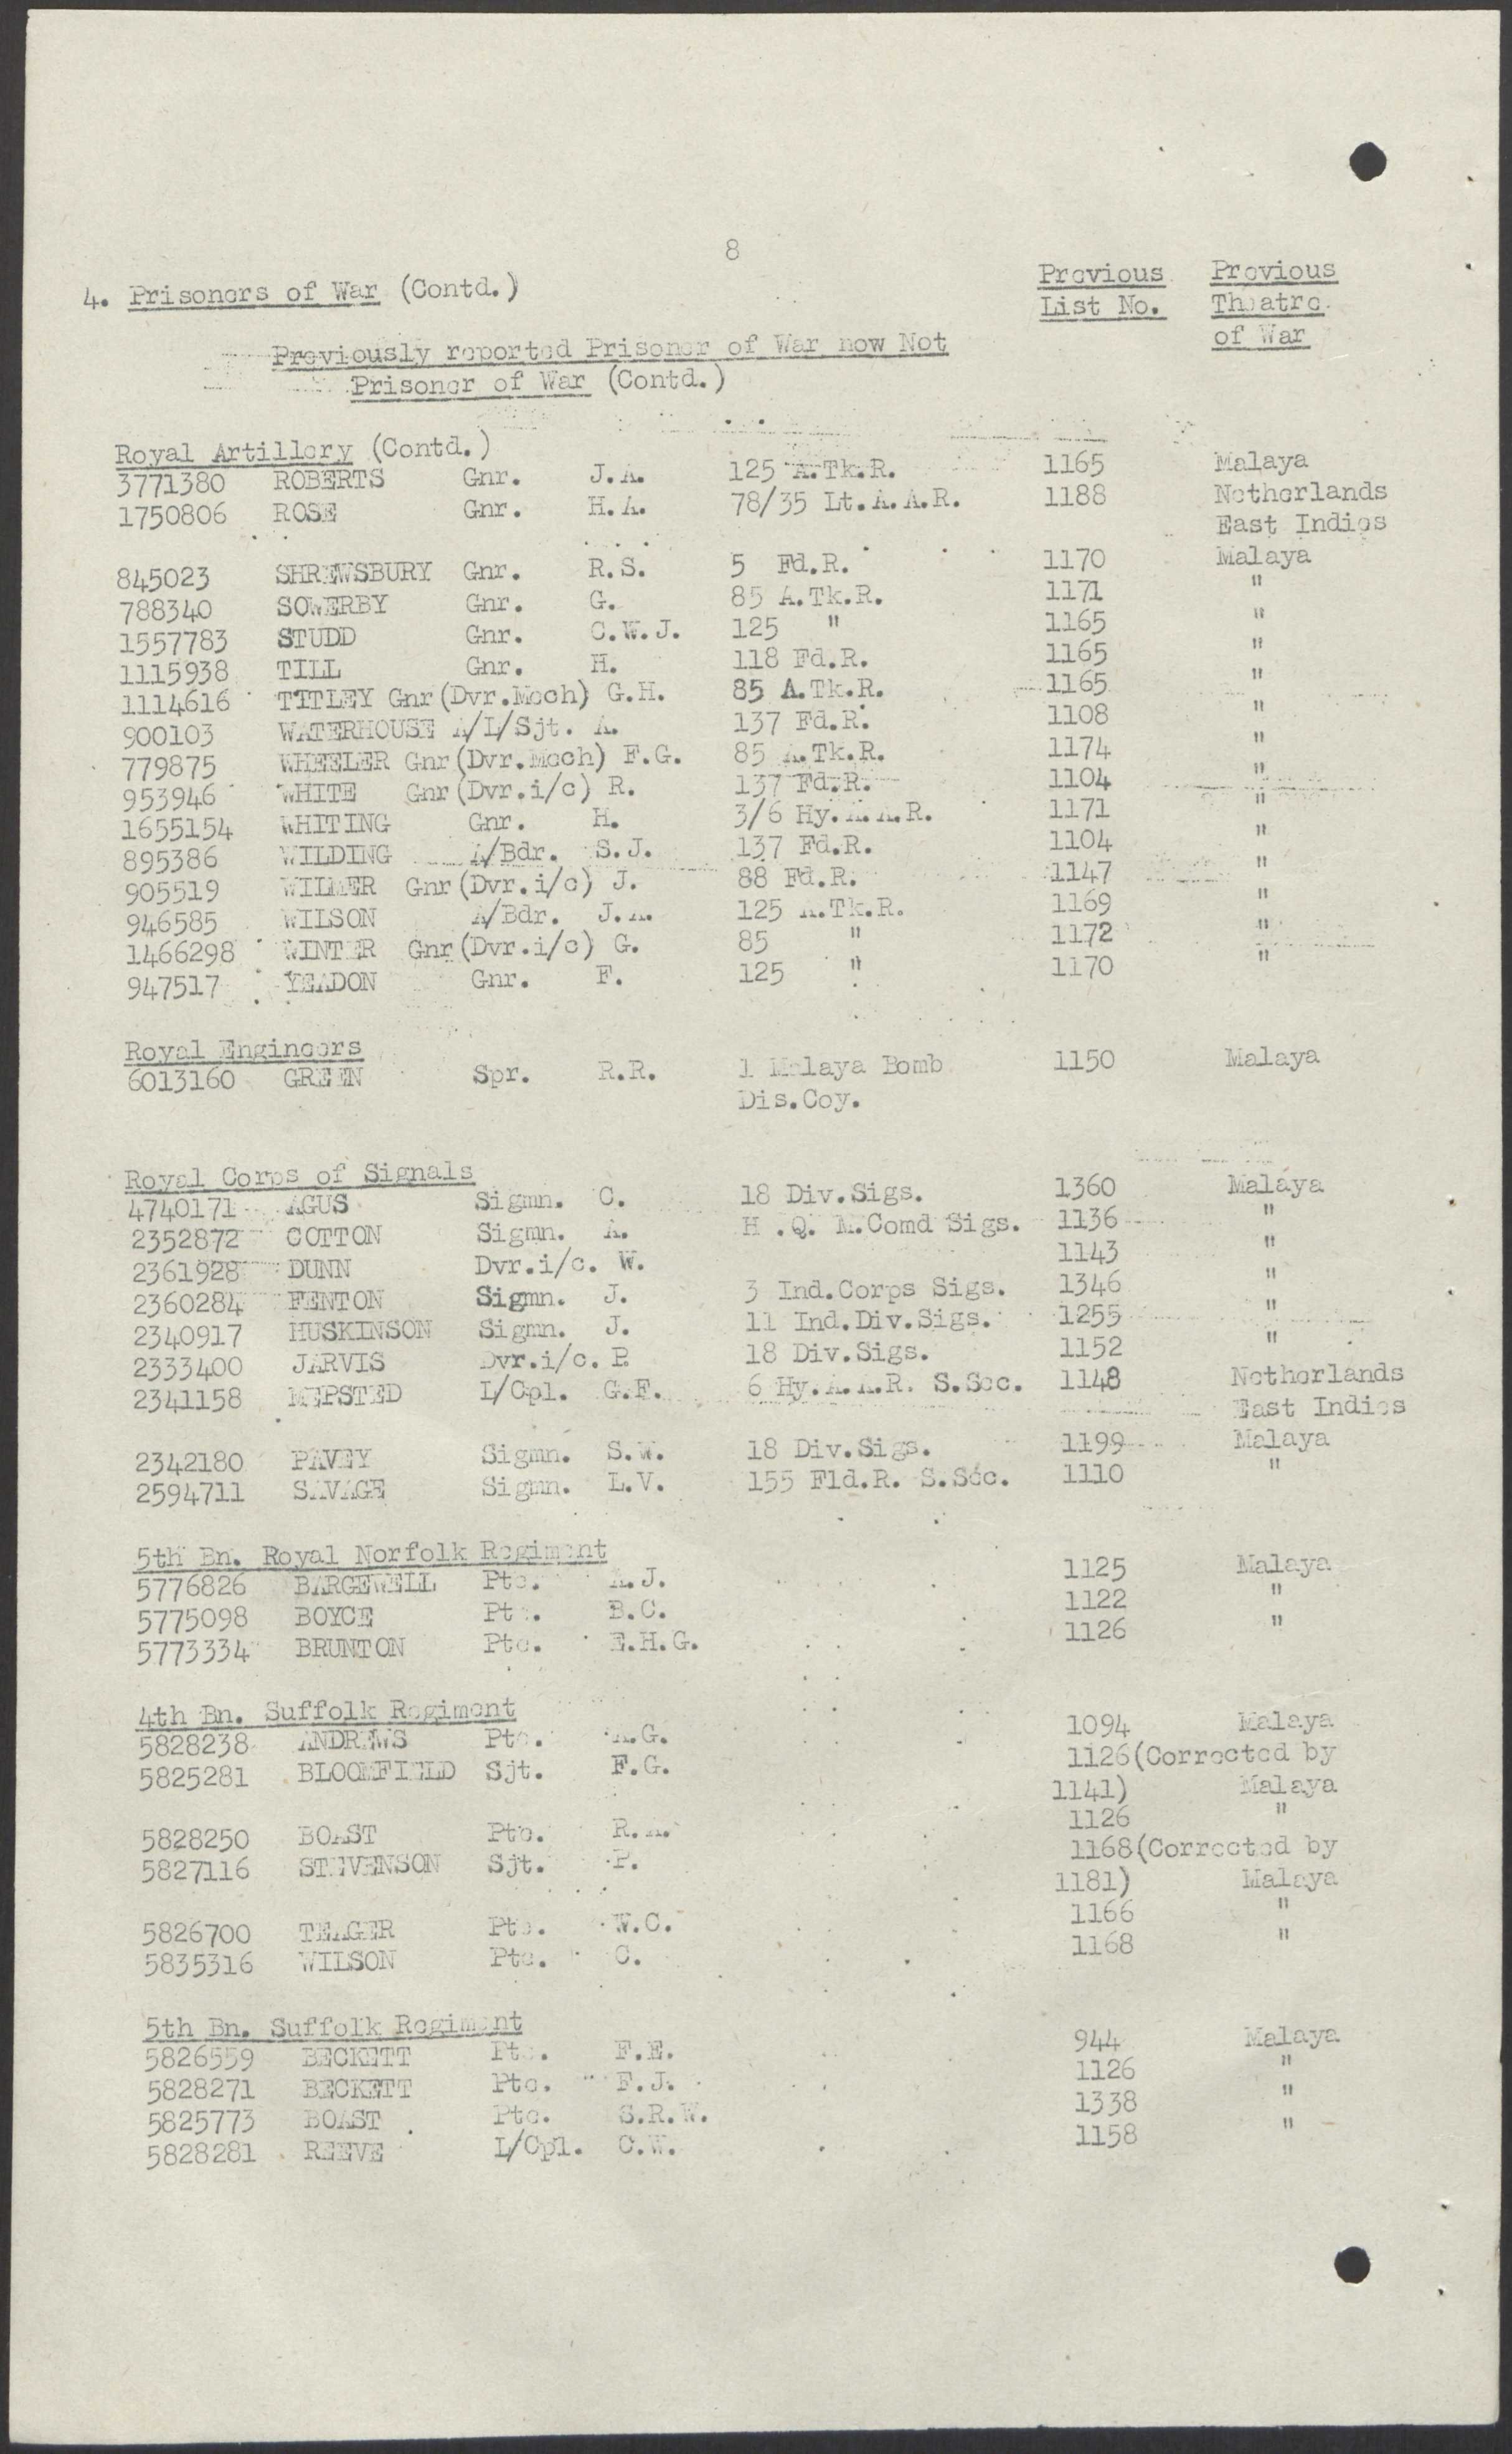 8
4. Prisoners of War (Contd.) Previous List No. Previous Theatre of War
Previously reported Prisoner of War now Not
Prisoner of War (Contd.)
Royal Artillery (Contd.)
3771380 ROBERTS Gnr. J.A. 125 A.Tk.R. 1165 Malaya
1750806 ROSE Gnr. H.A. 78/35 Lt.A.A.R. 1188 Netherlands
East Indies
845023 SHREWSBURY Gnr. R.S. 5 Fd.R. 1170 Malaya
788340 SOWERBY Gnr. G. 85 A.Tk.R. 1171 "
1557783 STUDD Gnr. C.W.J. 125 " 1165 "
1115938 TILL Gnr. H. 118 Fd.R. 1165 "
1114616 TITLEY Gnr(Dvr.Mech) G.H. 85 A.Tk.R. 1165 "
900103 WATERHOUSE A/L/Sjt. A. 137 Fd.R. 1108 "
779875 WHEELER Gnr(Dvr.Mech) F.G. 85 A.Tk.R. 1174 "
953946 WHITE Gnr(Dvr.i/c) R. 137 Fd.R. 1104 "
1655154 WHITING Gnr. H. 3/6 Hy.A.A.R. 1171 "
895386 WILDING A/Bdr. S.J. 137 Fd.R. 1104 "
905519 WILMER Gnr(Dvr.i/c) J. 88 Fd.R. 1147 "
946585 WILSON A/Bdr. J.A. 125 A.Tk.R. 1169 "
1466298 WINTER Gnr(Dvr.i/c) G. 85 " 1172 "
947517 YEADON Gnr. F. 125 " 1170 "
Royal Engineers
6013160 GREEN Spr. R.R. 1 Malaya Bomb 1150 Malaya
Dis.Coy.
Royal Corps of Signals
4740171 AGUS Sigmn. C. 18 Div.Sigs. 1360 Malaya
2352872 COTTON Sigmn. A. H .Q. M.Comd Sigs. 1136 "
2361928 DUNN Dvr.i/c. W. 1143 "
2360284 FENTON Sigmn. J. 3 Ind.Corps Sigs. 1346 "
2340917 HUSKINSON Sigmn. J. 11 Ind.Div.Sigs. 1255 "
2333400 JARVIS Dvr.i/c. P. 18 Div.Sigs. 1152 "
2341158 MEPSTED L/Cpl. G.F. 6 Hy.A.A.R. S.Sec. 1148 Netherlands
East Indies
2342180 PAVEY Sigmn. S.W. 18 Div.Sigs. 1199 Malaya
2594711 SAVAGE Sigmn. L.V. 155 Fld.R. S.Sec. 1110 "
5th Bn. Royal Norfolk Regiment
5776826 BARGEWELL Pte. A.J. 1125 Malaya
5775098 BOYCE Pte. B.C. 1122 "
5773334 BRUNTON Pte. E.H.G. 1126 "
4th Bn. Suffolk Regiment
5828238 ANDREWS Pte. A.G. 1094 Malaya
5825281 BLOOMFIELD Sjt. F.G. 1126(Corrected by
1141) Malaya
5828250 BOAST Pte. R.A. 1126 "
5827116 STEVENSON Sjt. P. 1168(Corrected by
1181) Malaya
5826700 TEAGER Pte. W.C. 1166 "
5835316 WILSON Pte. C. 1168 "
5th Bn. Suffolk Regiment
5826559 BECKETT Pte. F.E. 944 Malaya
5828271 BECKETT Pte. F.J. 1126 "
5825773 BOAST Pte. S.R.W. 1338 "
5828281 REEVE L/Cpl. C.W. 1158 "